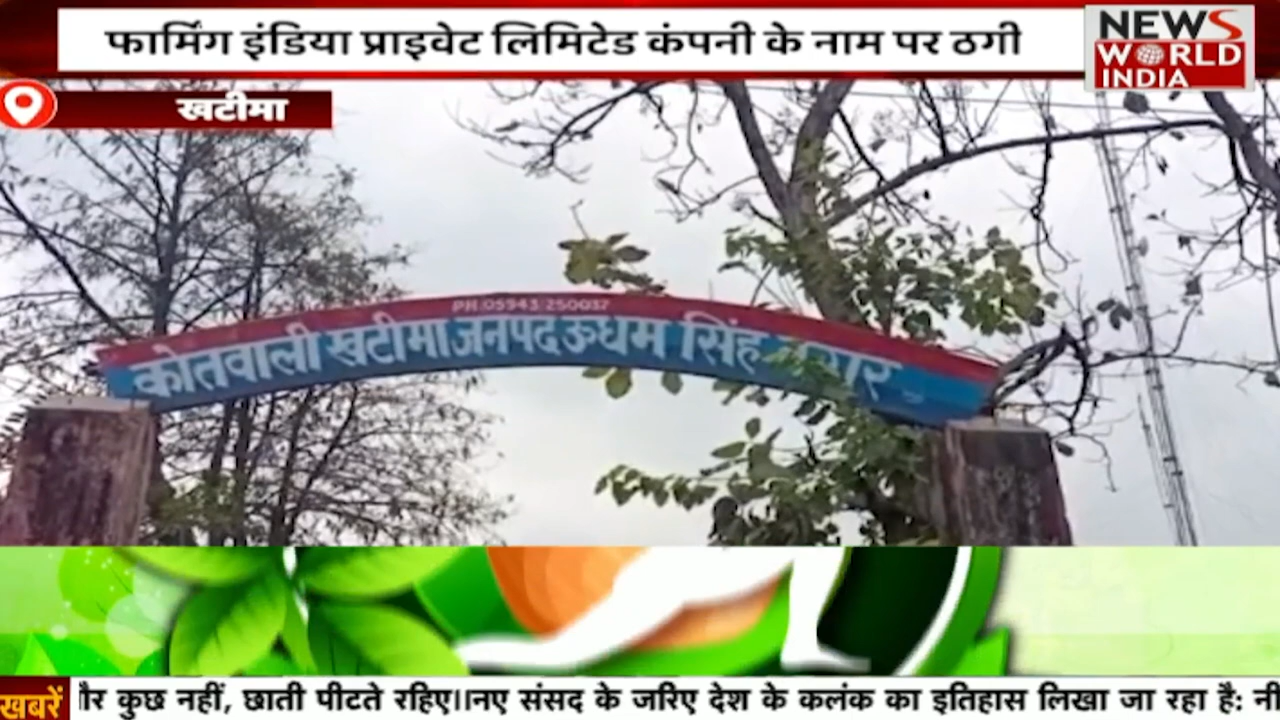 फार्मिंग इंडिया प्राइवेट लिमिटेड कंपनी के नाम पर ठगी
NEWS
WORLD
INDIA
खटीमा
PH:05943 250037
कोतवाली खटीमा जनपद ऊधम सिंह
खबरें
कुछ नहीं, छाती पीटते रहिए।।नए संसद के जरिए देश के कलंक का इतिहास लिखा जा रहा है: नी